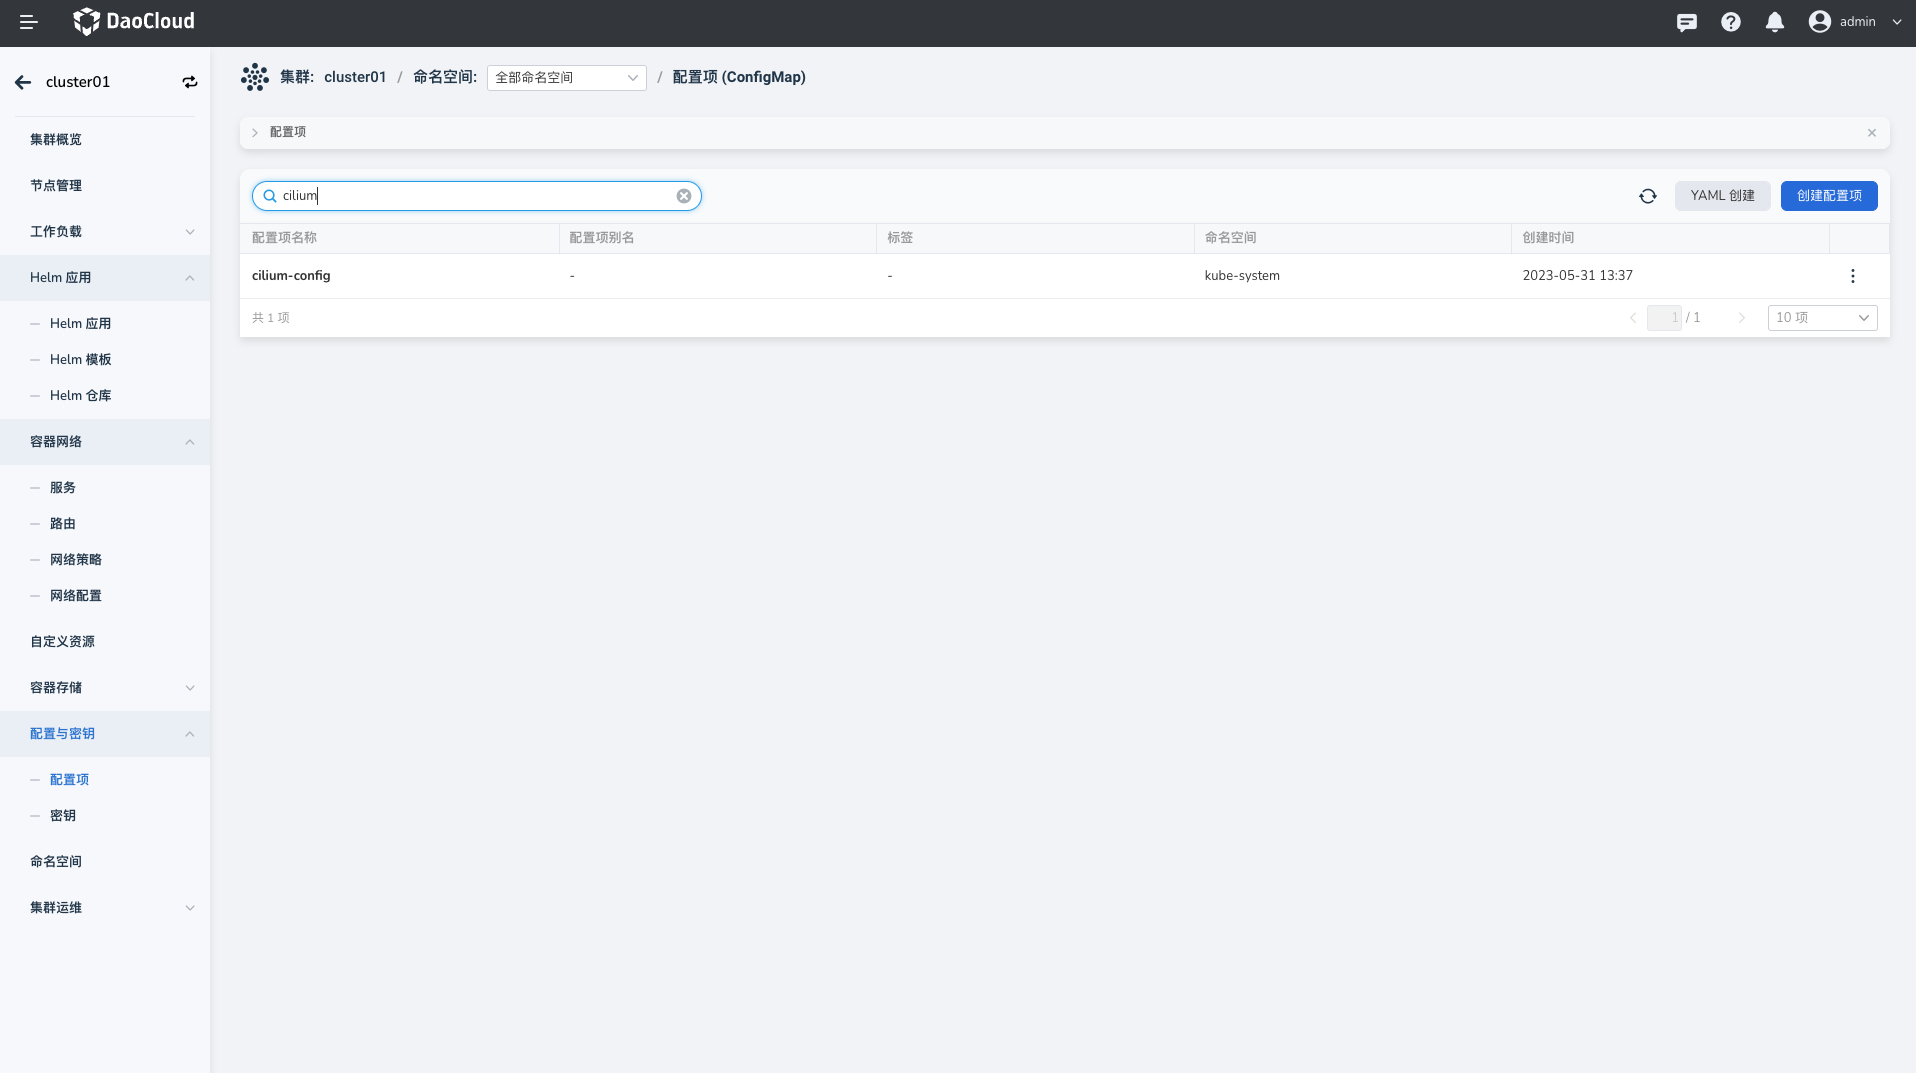 DaoCloud
admin
cluster01
集群概览
节点管理
工作负载
Helm 应用
Helm 应用
Helm 模板
Helm 仓库
容器网络
服务
路由
网络策略
网络配置
自定义资源
容器存储
配置与密钥
配置项
密钥
命名空间
集群运维
集群: cluster01 / 命名空间: 全部命名空间 / 配置项 (ConfigMap)
配置项
cilium
YAML 创建
创建配置项
配置项名称 配置项别名 标签 命名空间 创建时间
cilium-config - - kube-system 2023-05-31 13:37
共 1 项
1 / 1
10 项